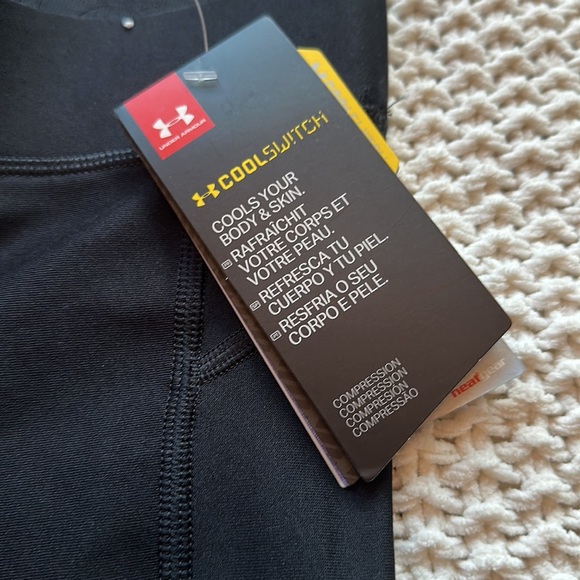 UNDER ARMOUR
COOLSWITCH
COOLS YOUR
BODY & SKIN.
RAFRAICHIT
VOTRE CORPS ET
VOTRE PEAU.
REFRESCA TU
CUERPO Y TU PIEL.
RESFRIA O SEU
CORPO E PELE.
COMPRESSION
COMPRESSION
COMPRESIÓN
COMPRESSÃO
heatgear